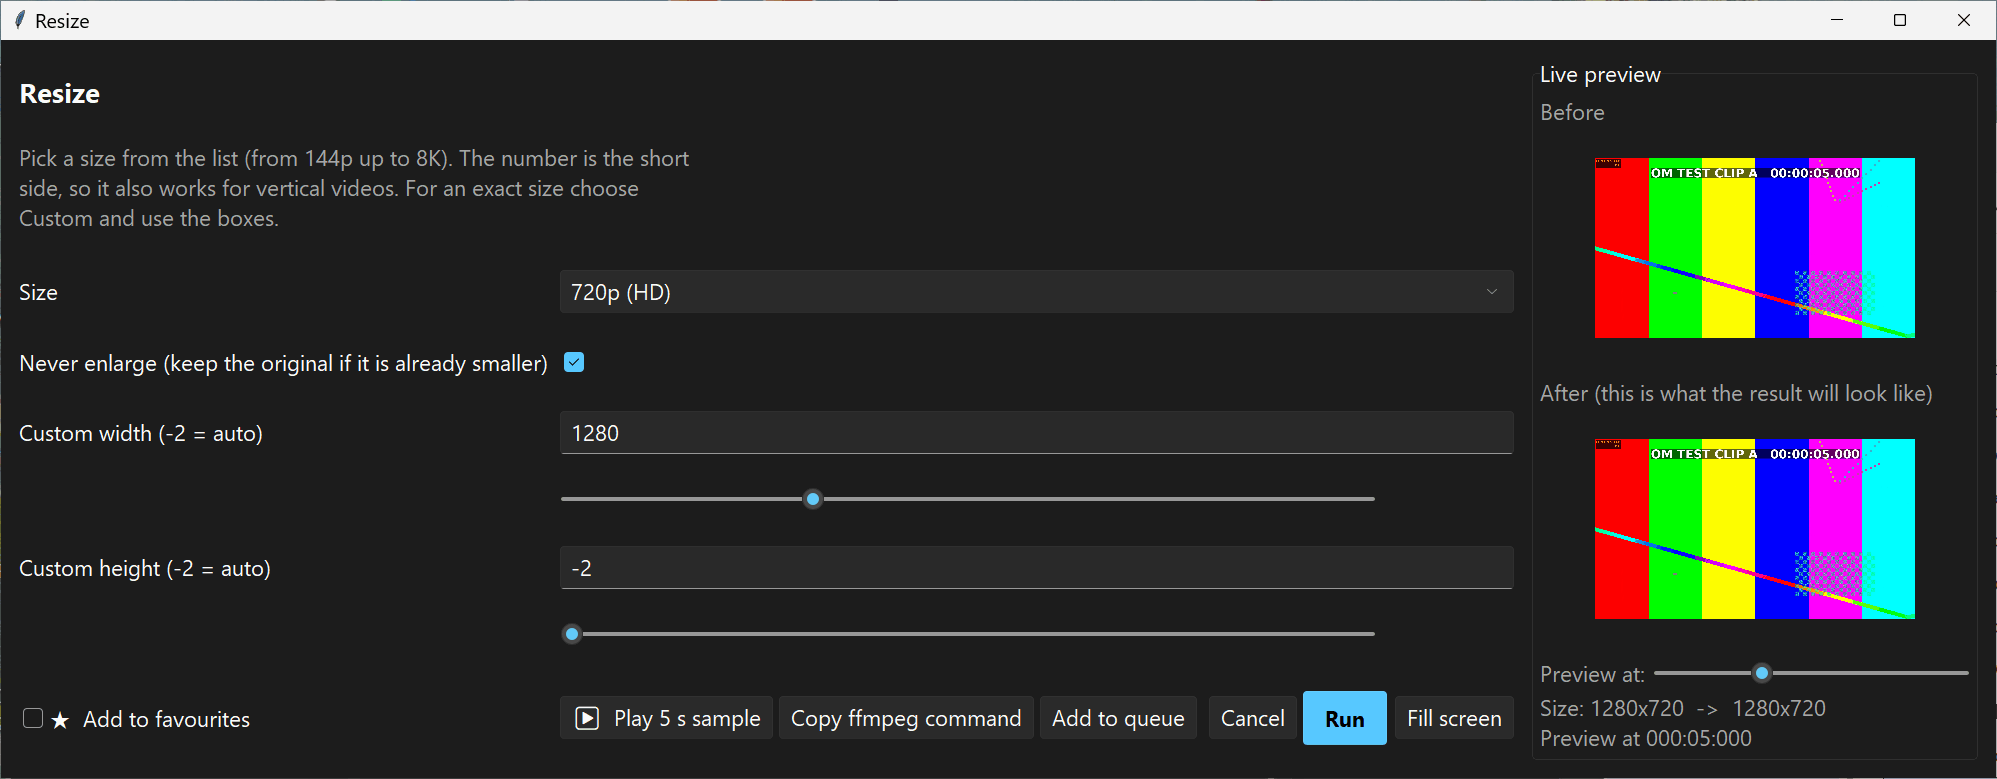 Resize
Resize
Pick a size from the list (from 144p up to 8K). The number is the short
side, so it also works for vertical videos. For an exact size choose
Custom and use the boxes.
Size
720p (HD)
Never enlarge (keep the original if it is already smaller)
Custom width (-2 = auto)
1280
Custom height (-2 = auto)
-2
★ Add to favourites
Play 5 s sample
Copy ffmpeg command
Add to queue
Cancel
Run
Fill screen
Live preview
Before
OM TEST CLIP A 00:00:05.000
After (this is what the result will look like)
OM TEST CLIP A 00:00:05.000
Preview at:
Size: 1280x720 -> 1280x720
Preview at 000:05:000